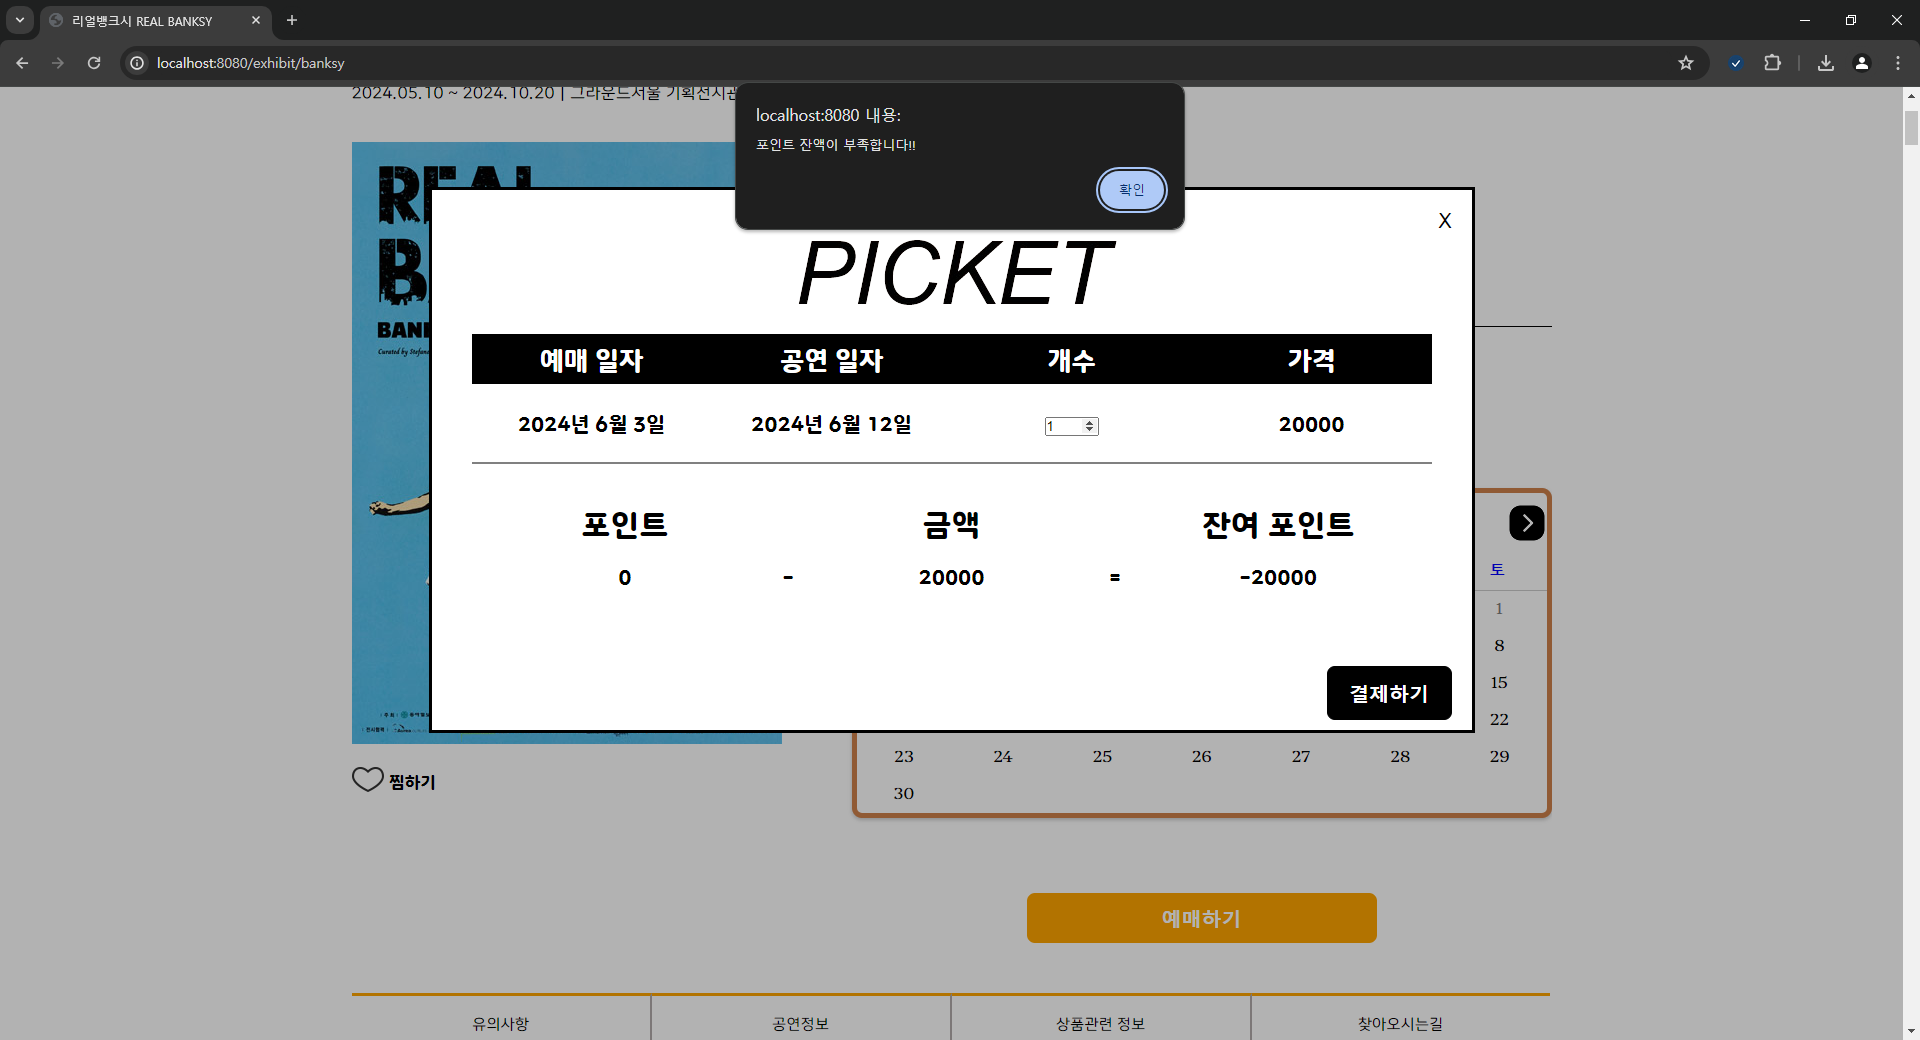 리얼뱅크시 REAL BANKSY
localhost:8080/exhibit/banksy
2024.05.10 ~ 2024.10.20 | 그라운드서울 기획전시관
localhost:8080 내용:
포인트 잔액이 부족합니다!!
확인
REAL
BANK
Curated by Stefano
X
PICKET
예매 일자 공연 일자 개수 가격
2024년 6월 3일 2024년 6월 12일 1 20000
포인트 금액 잔여 포인트
0 - 20000 = -20000
결제하기
토
1
8
15
22
23 24 25 26 27 28 29
30
찜하기
예매하기
유의사항 공연정보 상품관련 정보 찾아오시는길